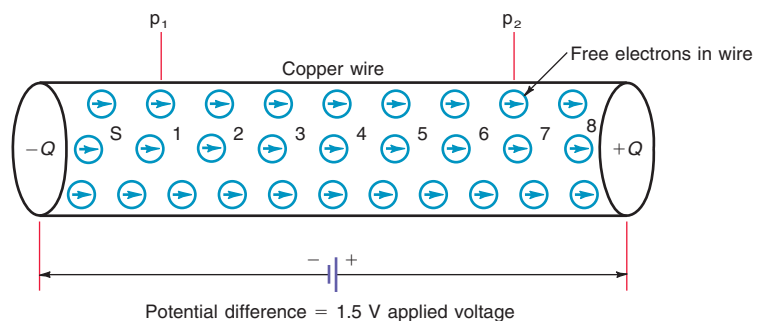 p₁ p₂
Free electrons in wire
Copper wire
−Q S 1 2 3 4 5 6 7 8 +Q
− +
Potential difference = 1.5 V applied voltage